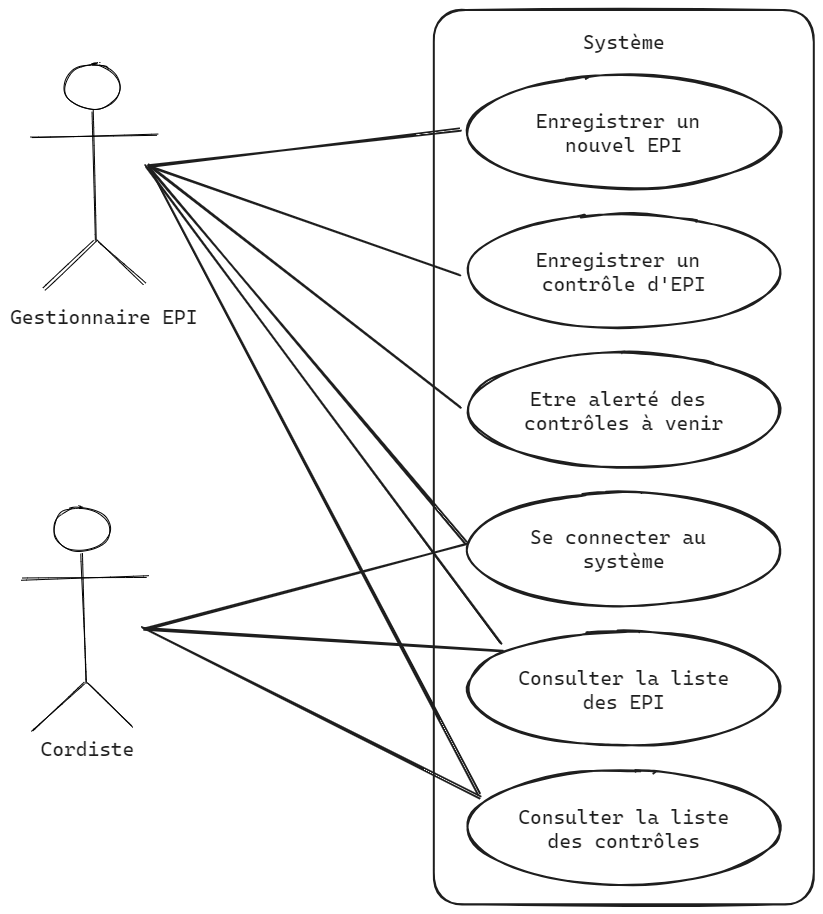 Système
Enregistrer un
nouvel EPI
Enregistrer un
contrôle d'EPI
Gestionnaire EPI
Etre alerté des
contrôles à venir
Se connecter au
système
Consulter la liste
des EPI
Cordiste
Consulter la liste
des contrôles